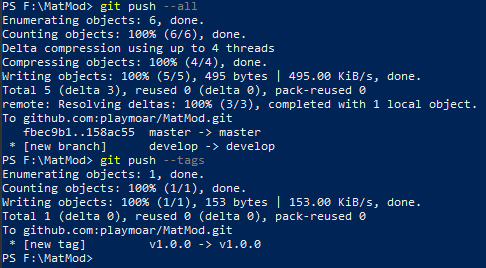 PS F:\MatMod> git push --all
Enumerating objects: 6, done.
Counting objects: 100% (6/6), done.
Delta compression using up to 4 threads
Compressing objects: 100% (4/4), done.
Writing objects: 100% (5/5), 495 bytes | 495.00 KiB/s, done.
Total 5 (delta 3), reused 0 (delta 0), pack-reused 0
remote: Resolving deltas: 100% (3/3), completed with 1 local object.
To github.com:playmoar/MatMod.git
   fbec9b1..158ac55  master -> master
 * [new branch]      develop -> develop
PS F:\MatMod> git push --tags
Enumerating objects: 1, done.
Counting objects: 100% (1/1), done.
Writing objects: 100% (1/1), 153 bytes | 153.00 KiB/s, done.
Total 1 (delta 0), reused 0 (delta 0), pack-reused 0
To github.com:playmoar/MatMod.git
 * [new tag]         v1.0.0 -> v1.0.0
PS F:\MatMod>